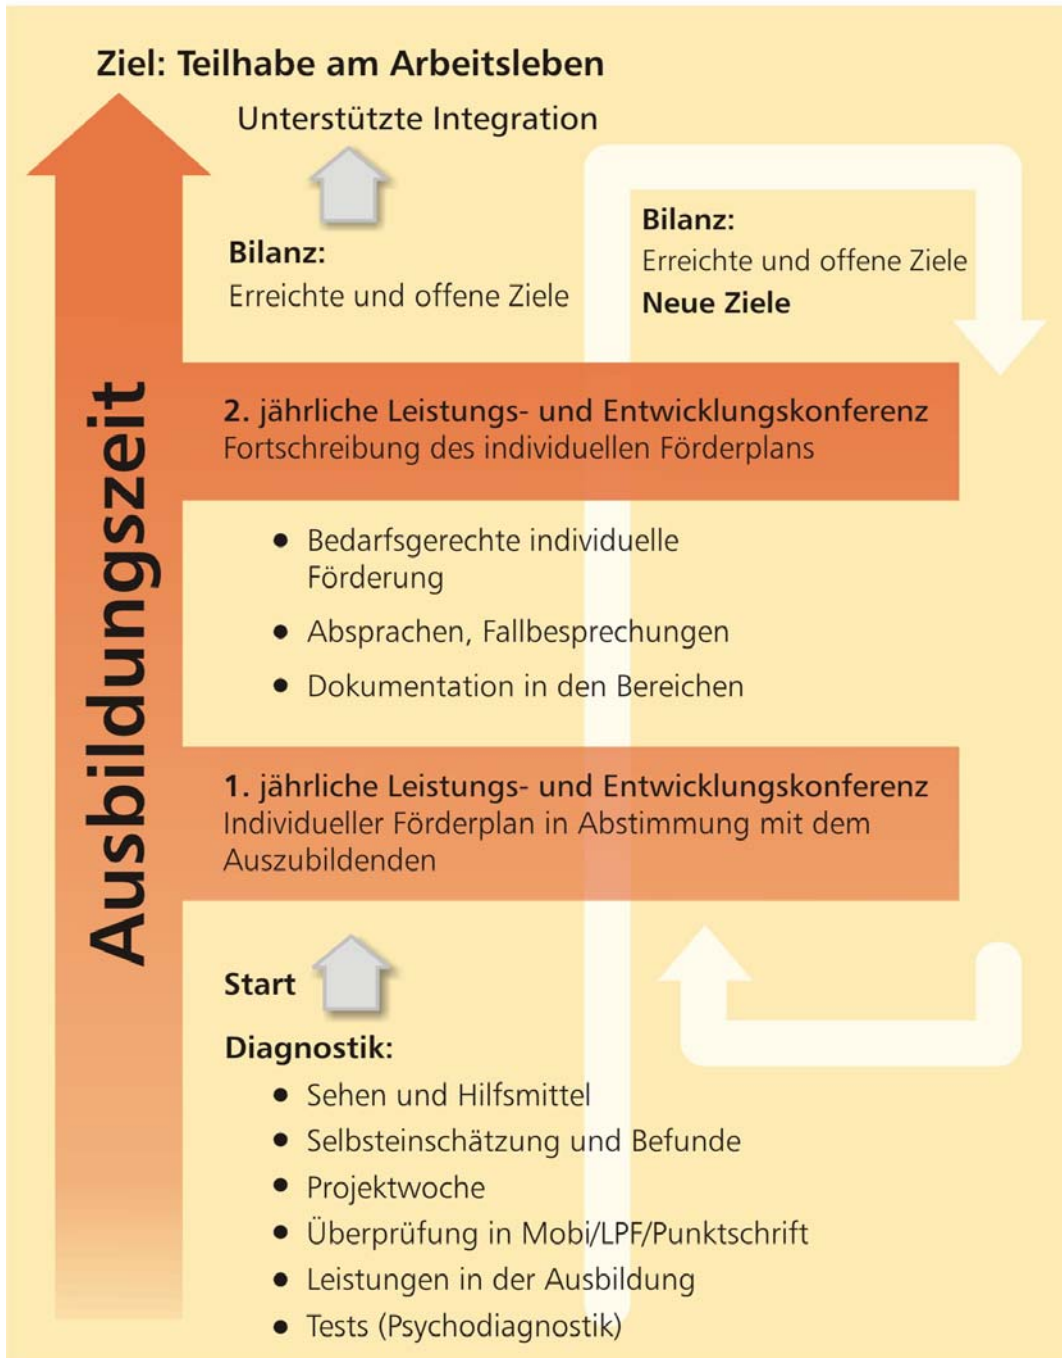 Ziel: Teilhabe am Arbeitsleben
Unterstützte Integration
Bilanz:
Erreichte und offene Ziele
Bilanz:
Erreichte und offene Ziele
Neue Ziele
Ausbildungszeit
2. jährliche Leistungs- und Entwicklungskonferenz
Fortschreibung des individuellen Förderplans
• Bedarfsgerechte individuelle
Förderung
• Absprachen, Fallbesprechungen
• Dokumentation in den Bereichen
1. jährliche Leistungs- und Entwicklungskonferenz
Individueller Förderplan in Abstimmung mit dem
Auszubildenden
Start
Diagnostik:
• Sehen und Hilfsmittel
• Selbsteinschätzung und Befunde
• Projektwoche
• Überprüfung in Mobi/LPF/Punktschrift
• Leistungen in der Ausbildung
• Tests (Psychodiagnostik)